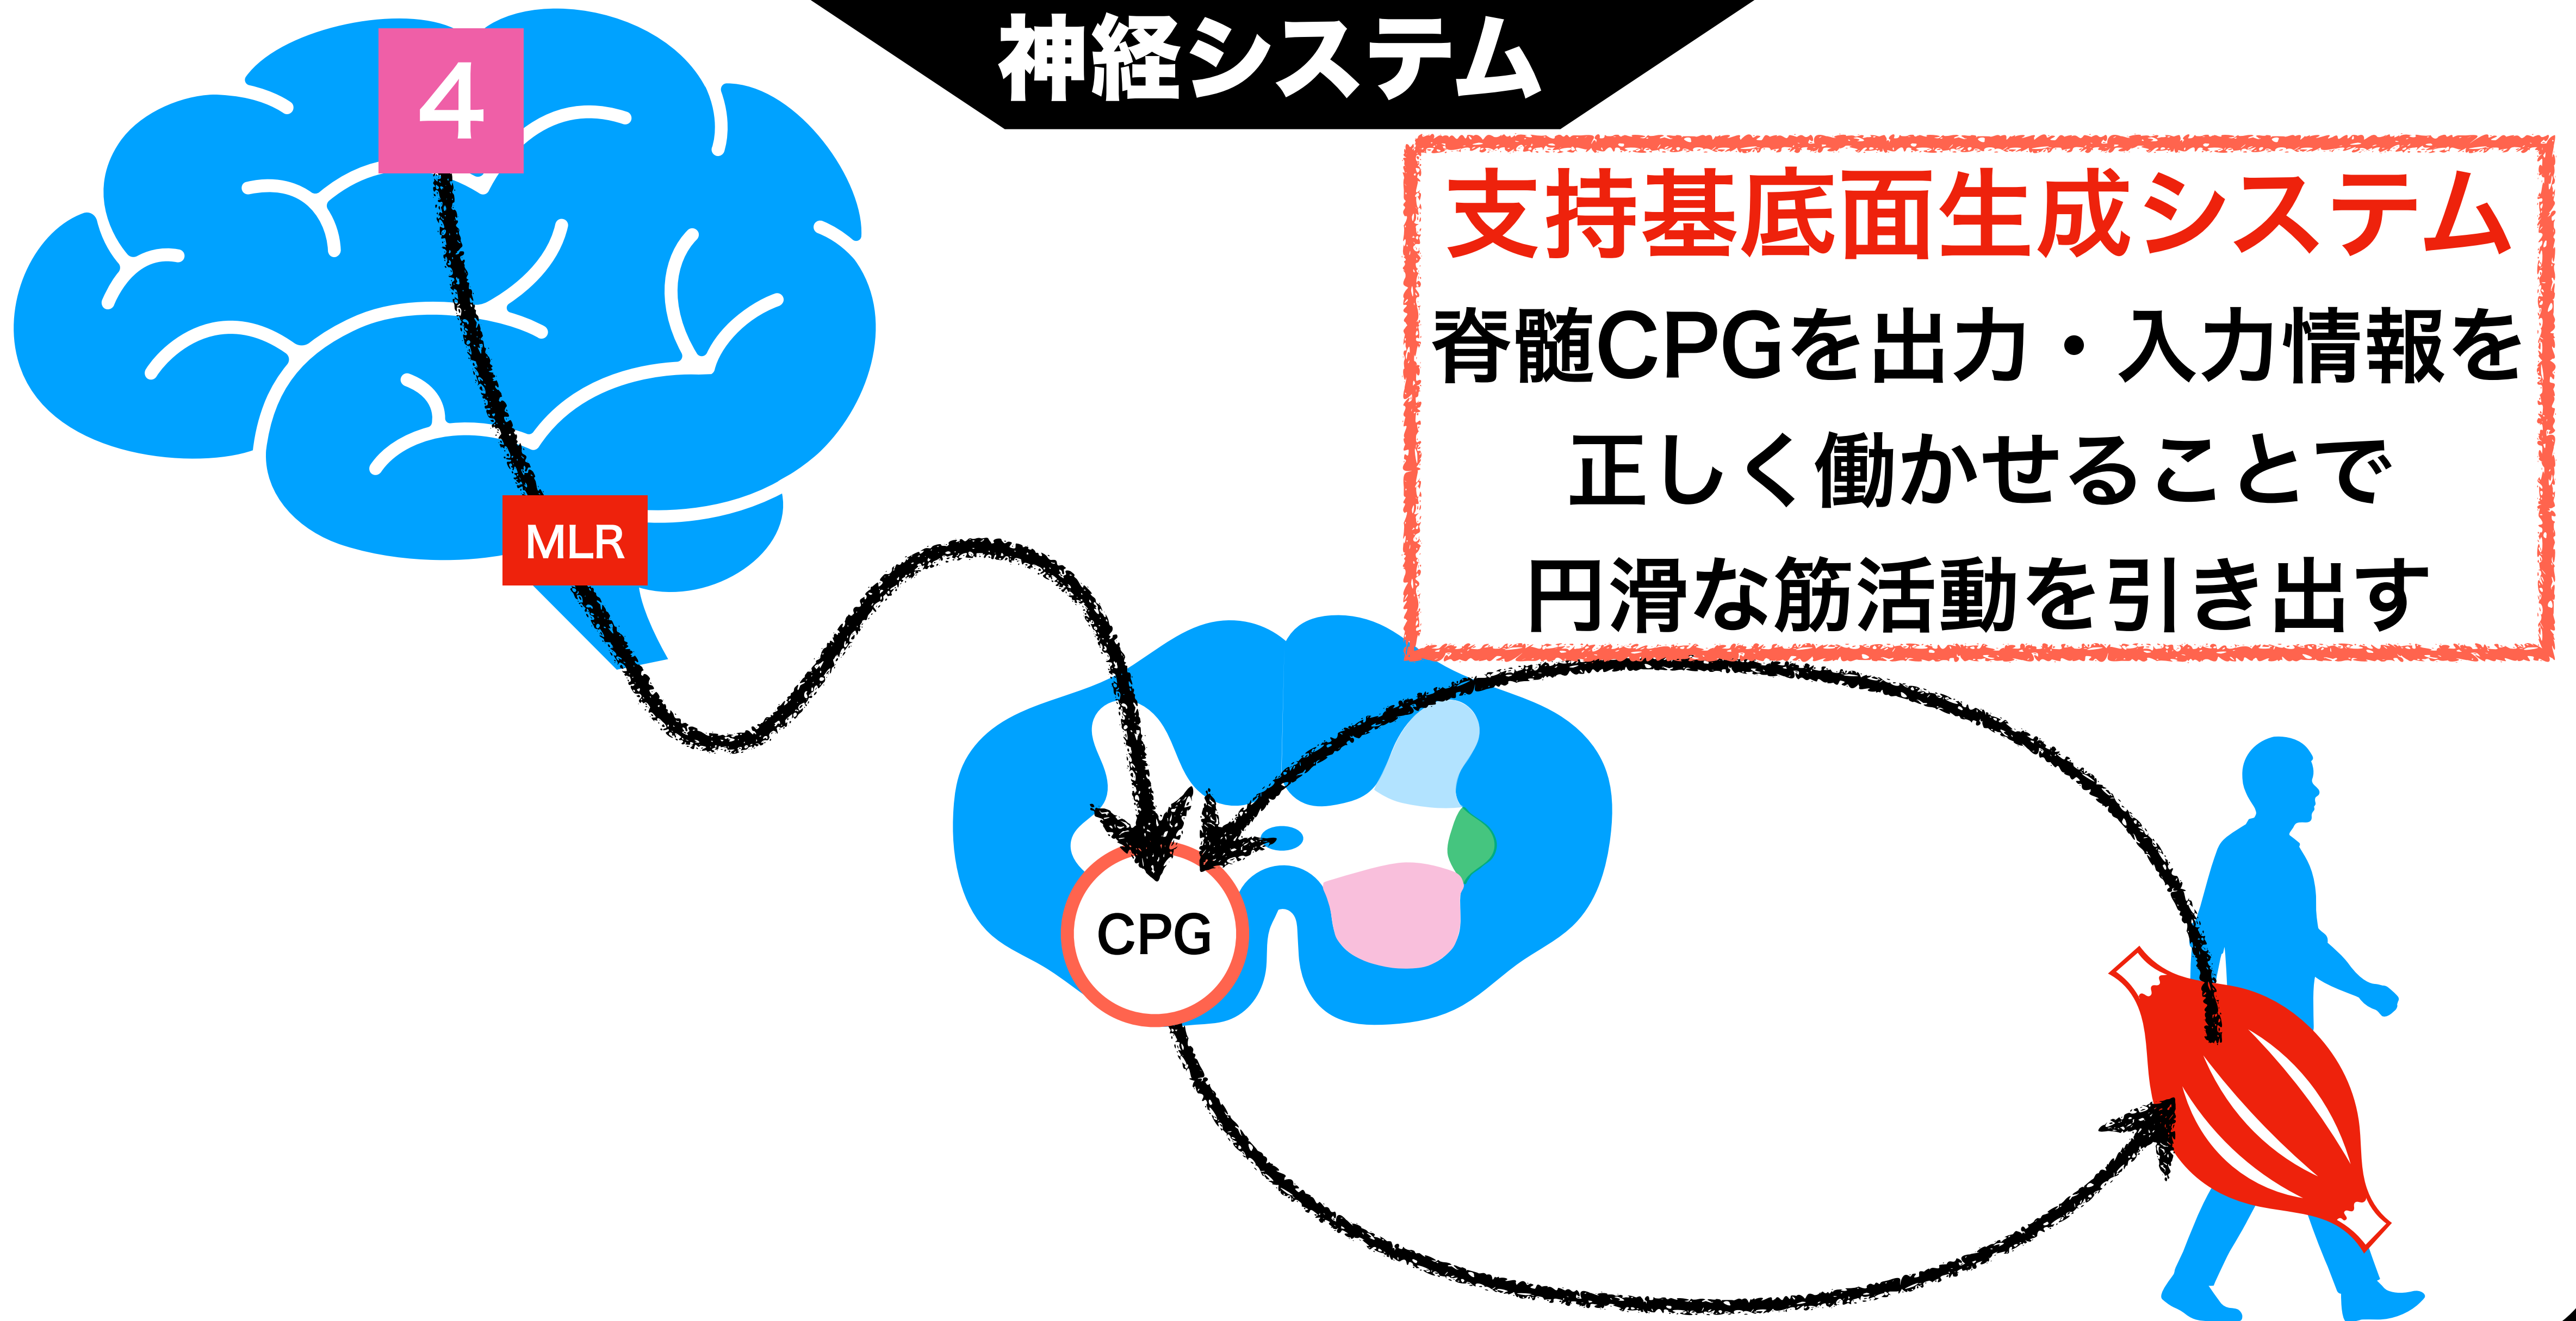 神経システム
4
支持基底面生成システム
脊髄CPGを出力・入力情報を
正しく働かせることで
円滑な筋活動を引き出す
MLR
CPG